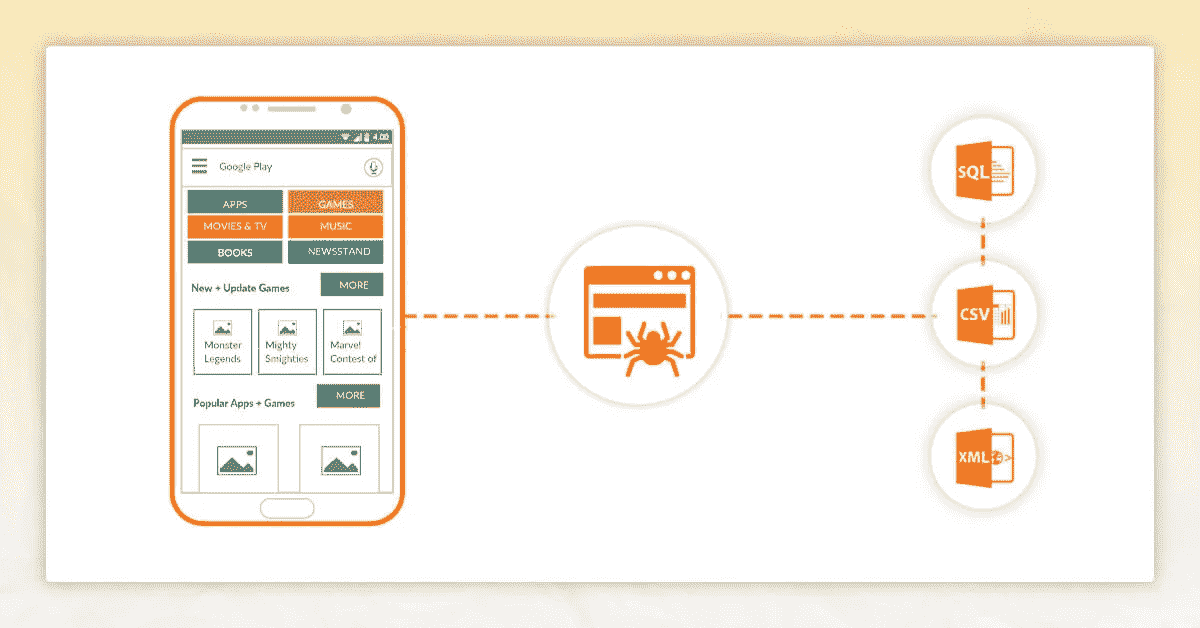 4:00
Google Play
APPS GAMES
MOVIES & TV MUSIC
BOOKS NEWSSTAND
New + Update Games MORE
Monster Legends
Mighty Smighties
Marvel Contest of
Popular Apps + Games MORE
SQL
CSV
XML